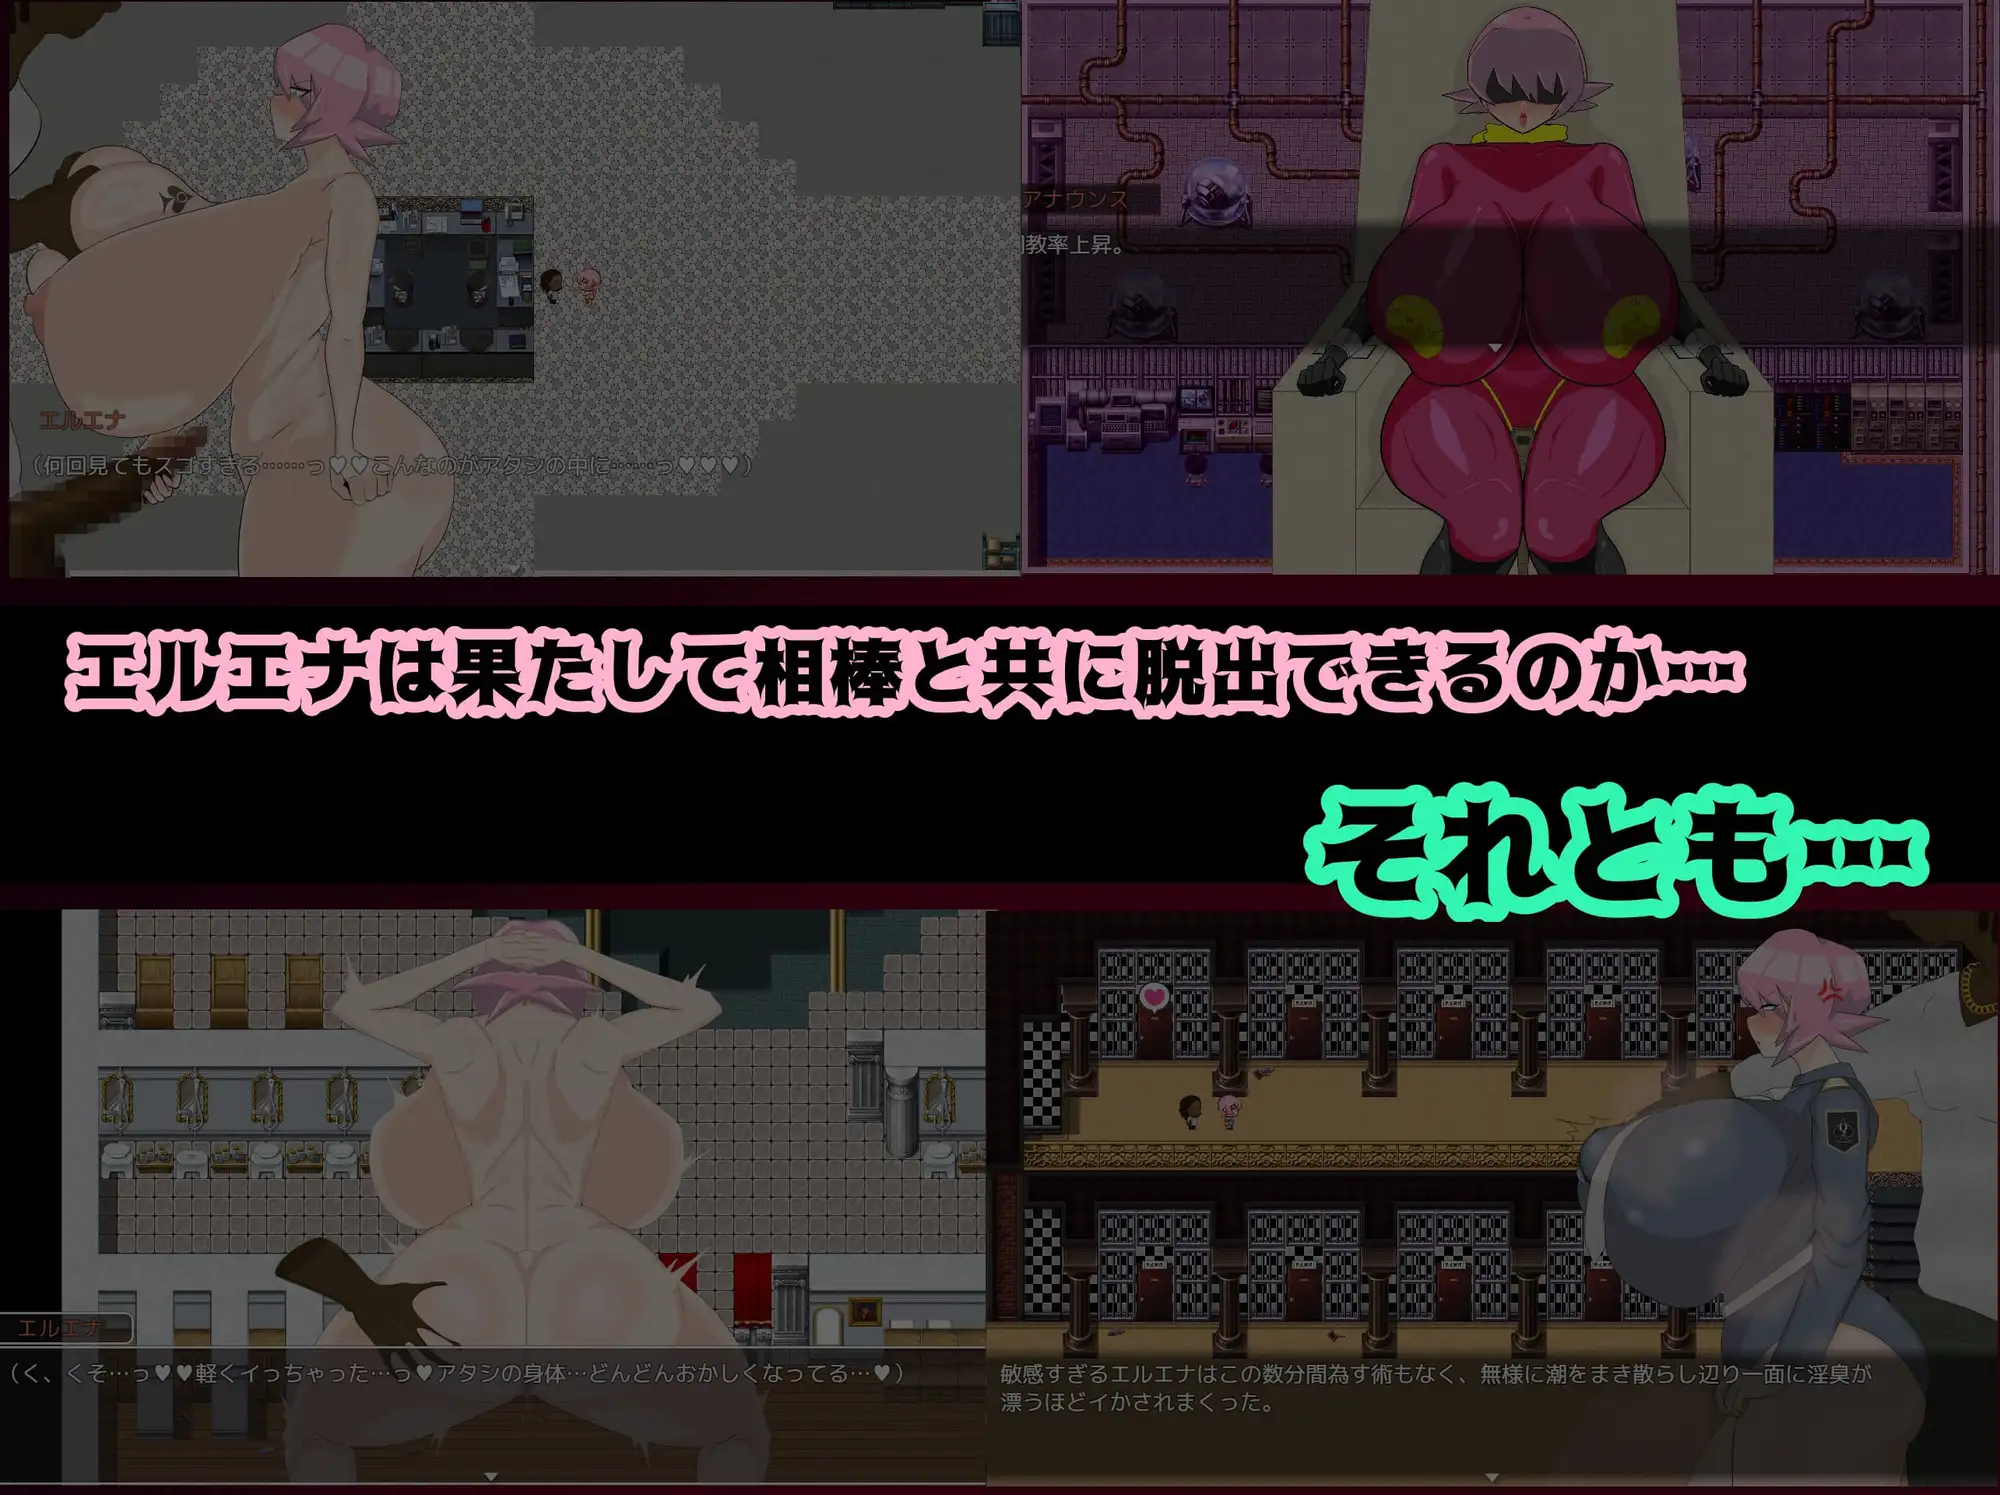 エルエナ
（何回見てもスゴすぎる……っ♥♥こんなのがアタシの中に……っ♥♥♥）
アナウンス
教率上昇。
エルエナは果たして相棒と共に脱出できるのか…
それとも…
エルエナ
（く、くそ…っ♥♥軽くイっちゃった…っ♥アタシの身体…どんどんおかしくなってる…♥）
敏感すぎるエルエナはこの数分間為す術もなく、無様に潮をまき散らし辺り一面に淫臭が
漂うほどイかされまくった。